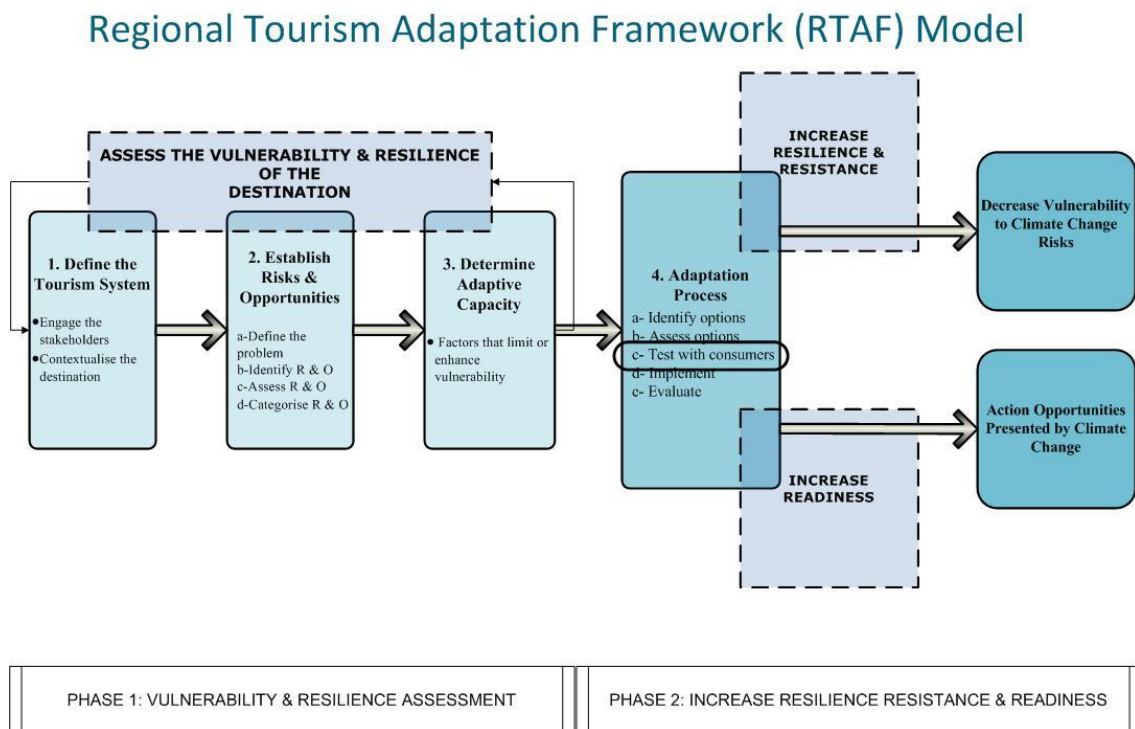 Regional Tourism Adaptation Framework (RTAF) Model
ASSESS THE VULNERABILITY & RESILIENCE
OF THE
DESTINATION
1. Define the
Tourism System
•Engage the
stakeholders
•Contextualise the
destination
2. Establish
Risks &
Opportunities
a-Define the
problem
b-Identify R & O
c-Assess R & O
d-Categorise R & O
3. Determine
Adaptive
Capacity
• Factors that limit or
enhance
vulnerability
4. Adaptation
Process
a- Identify options
b- Assess options
c- Test with consumers
d- Implement
c- Evaluate
INCREASE
RESILIENCE &
RESISTANCE
INCREASE
READINESS
Decrease Vulnerability
to Climate Change
Risks
Action Opportunities
Presented by Climate
Change
PHASE 1: VULNERABILITY & RESILIENCE ASSESSMENT
PHASE 2: INCREASE RESILIENCE RESISTANCE & READINESS